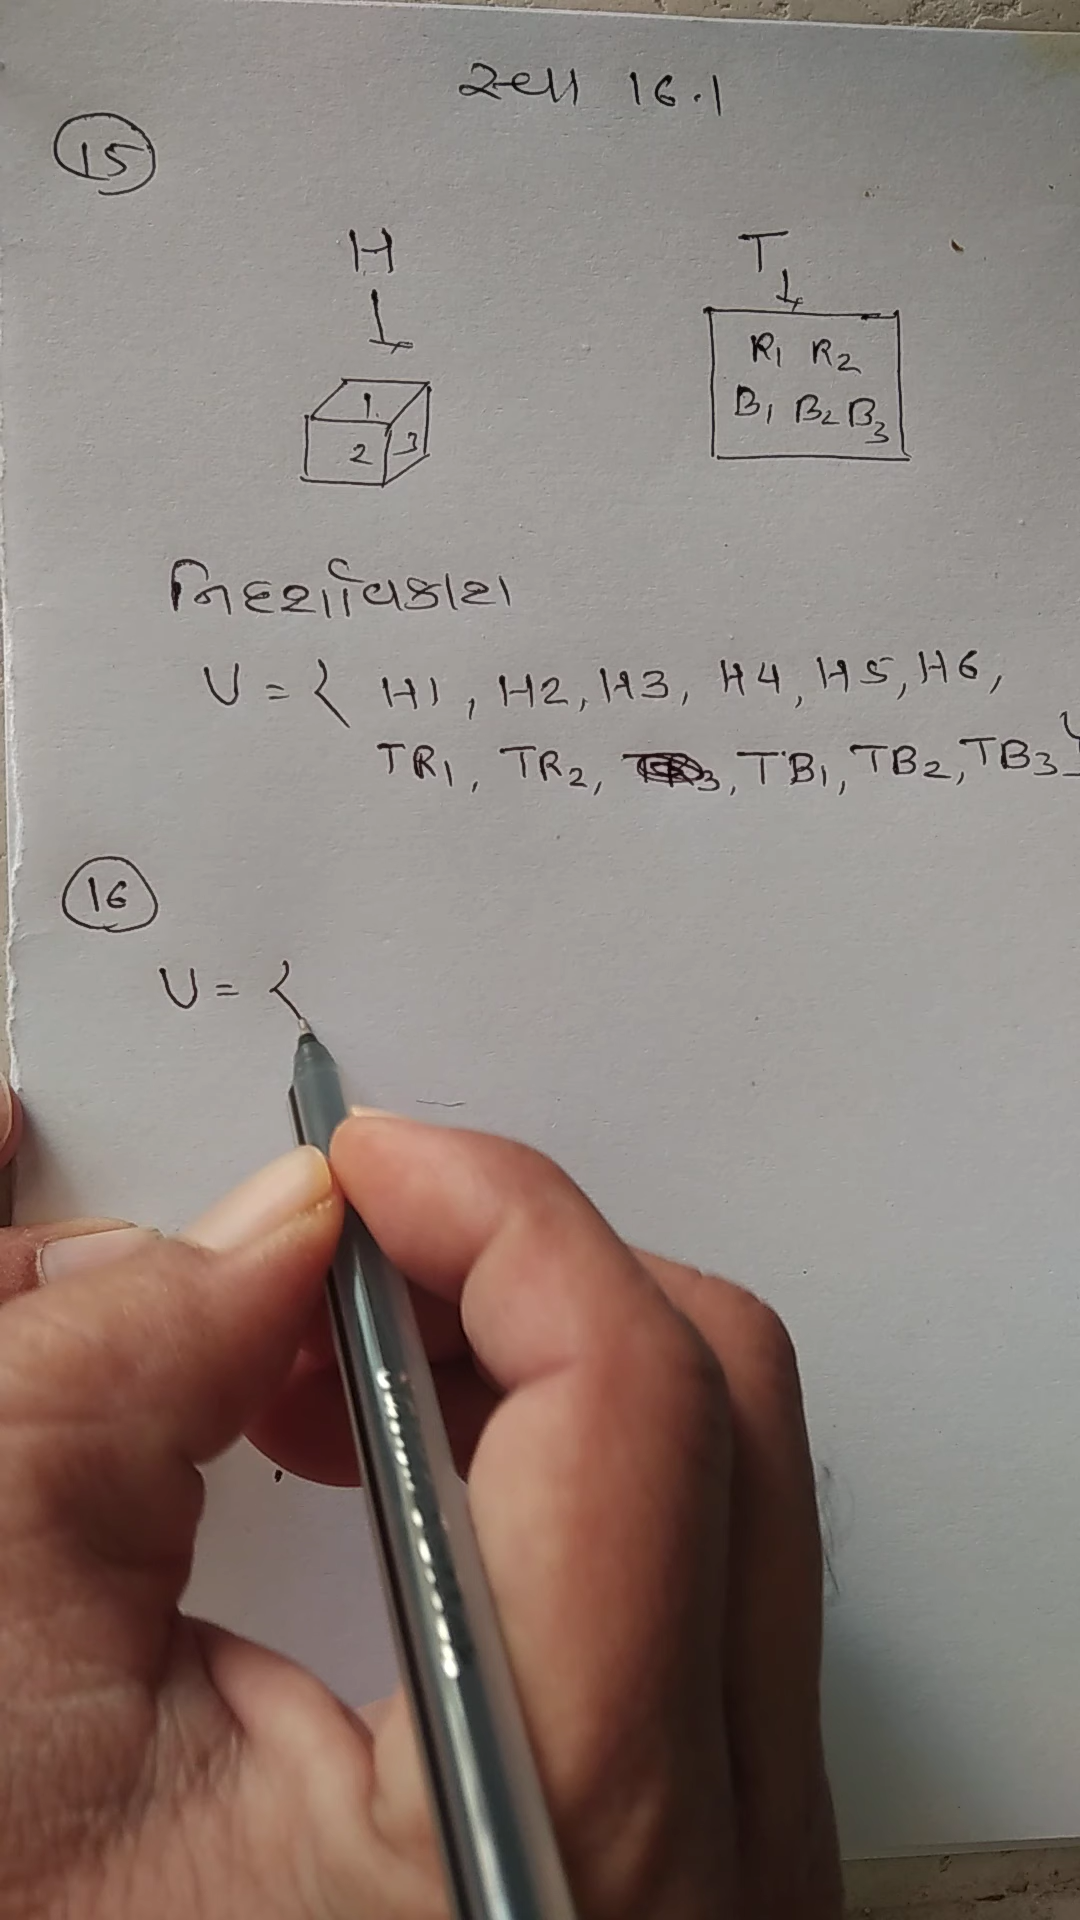 સ્વા 16.1
15
H T
1 R1 R2
2 3 B1 B2 B3
નિદર્શાવકાશ
U = { H1, H2, H3, H4, H5, H6,
TR1, TR2, TB1, TB2, TB3}
16
U = {